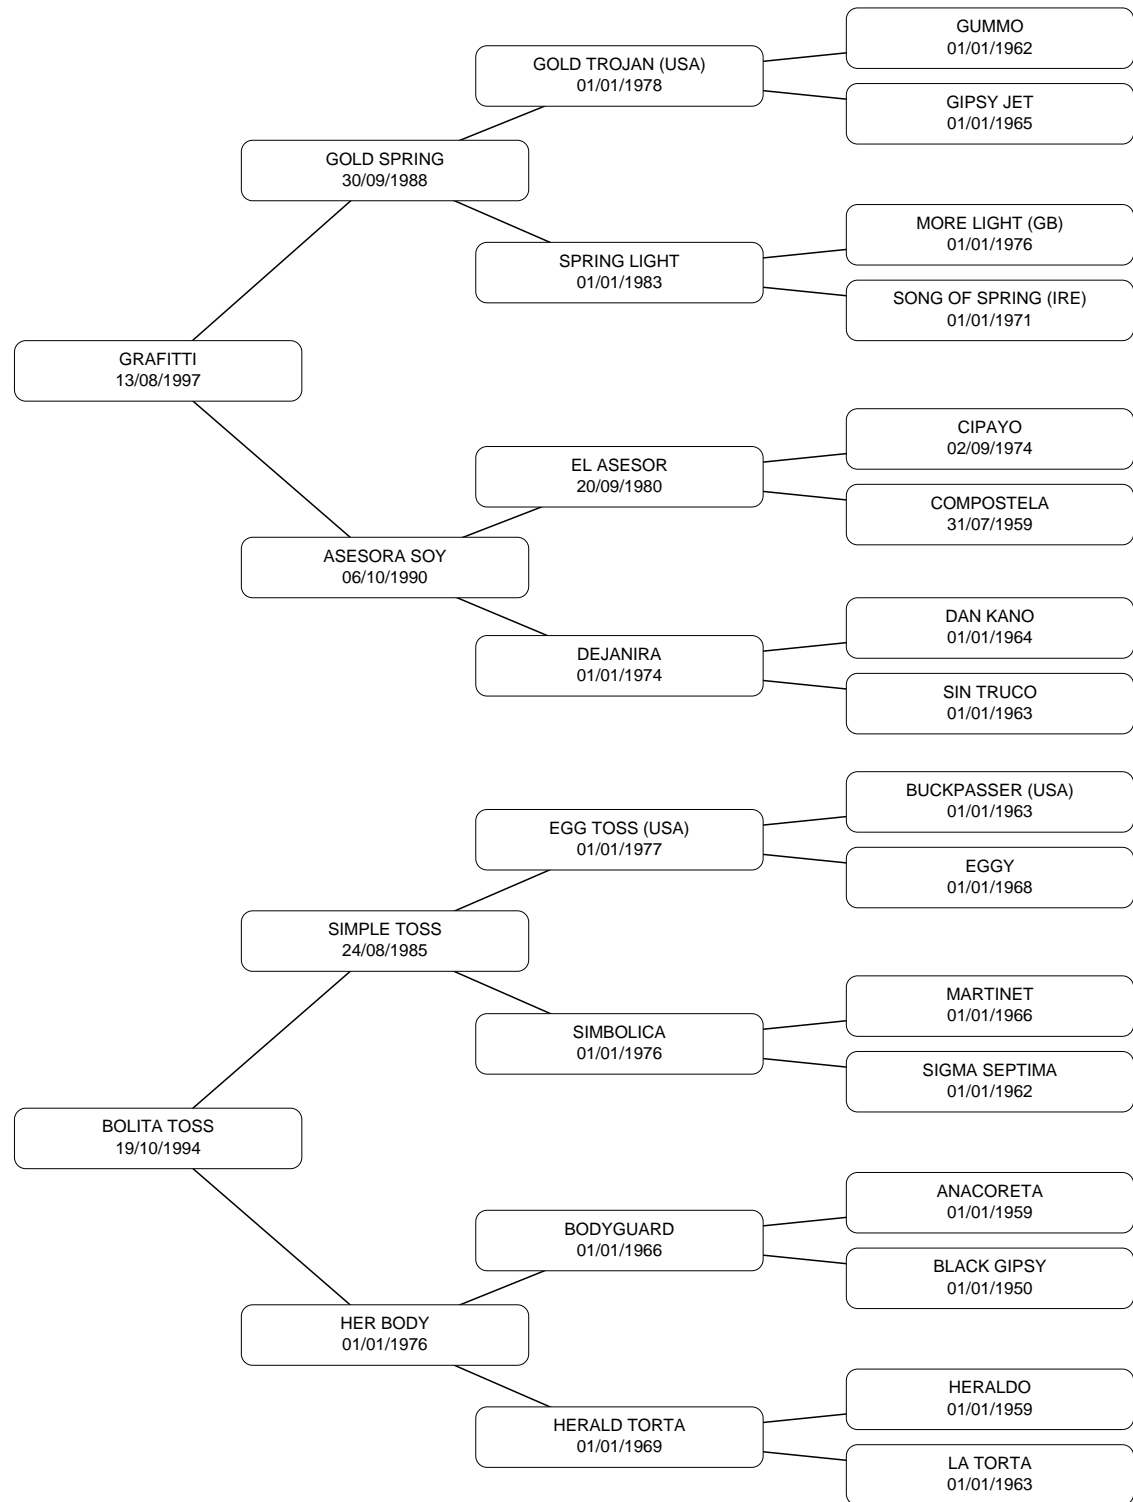 GUMMO
01/01/1962
GOLD TROJAN (USA)
01/01/1978
GIPSY JET
01/01/1965
GOLD SPRING
30/09/1988
MORE LIGHT (GB)
01/01/1976
SPRING LIGHT
01/01/1983
SONG OF SPRING (IRE)
01/01/1971
GRAFITTI
13/08/1997
CIPAYO
02/09/1974
EL ASESOR
20/09/1980
COMPOSTELA
31/07/1959
ASESORA SOY
06/10/1990
DAN KANO
01/01/1964
DEJANIRA
01/01/1974
SIN TRUCO
01/01/1963
BUCKPASSER (USA)
01/01/1963
EGG TOSS (USA)
01/01/1977
EGGY
01/01/1968
SIMPLE TOSS
24/08/1985
MARTINET
01/01/1966
SIMBOLICA
01/01/1976
SIGMA SEPTIMA
01/01/1962
BOLITA TOSS
19/10/1994
ANACORETA
01/01/1959
BODYGUARD
01/01/1966
BLACK GIPSY
01/01/1950
HER BODY
01/01/1976
HERALDO
01/01/1959
HERALD TORTA
01/01/1969
LA TORTA
01/01/1963